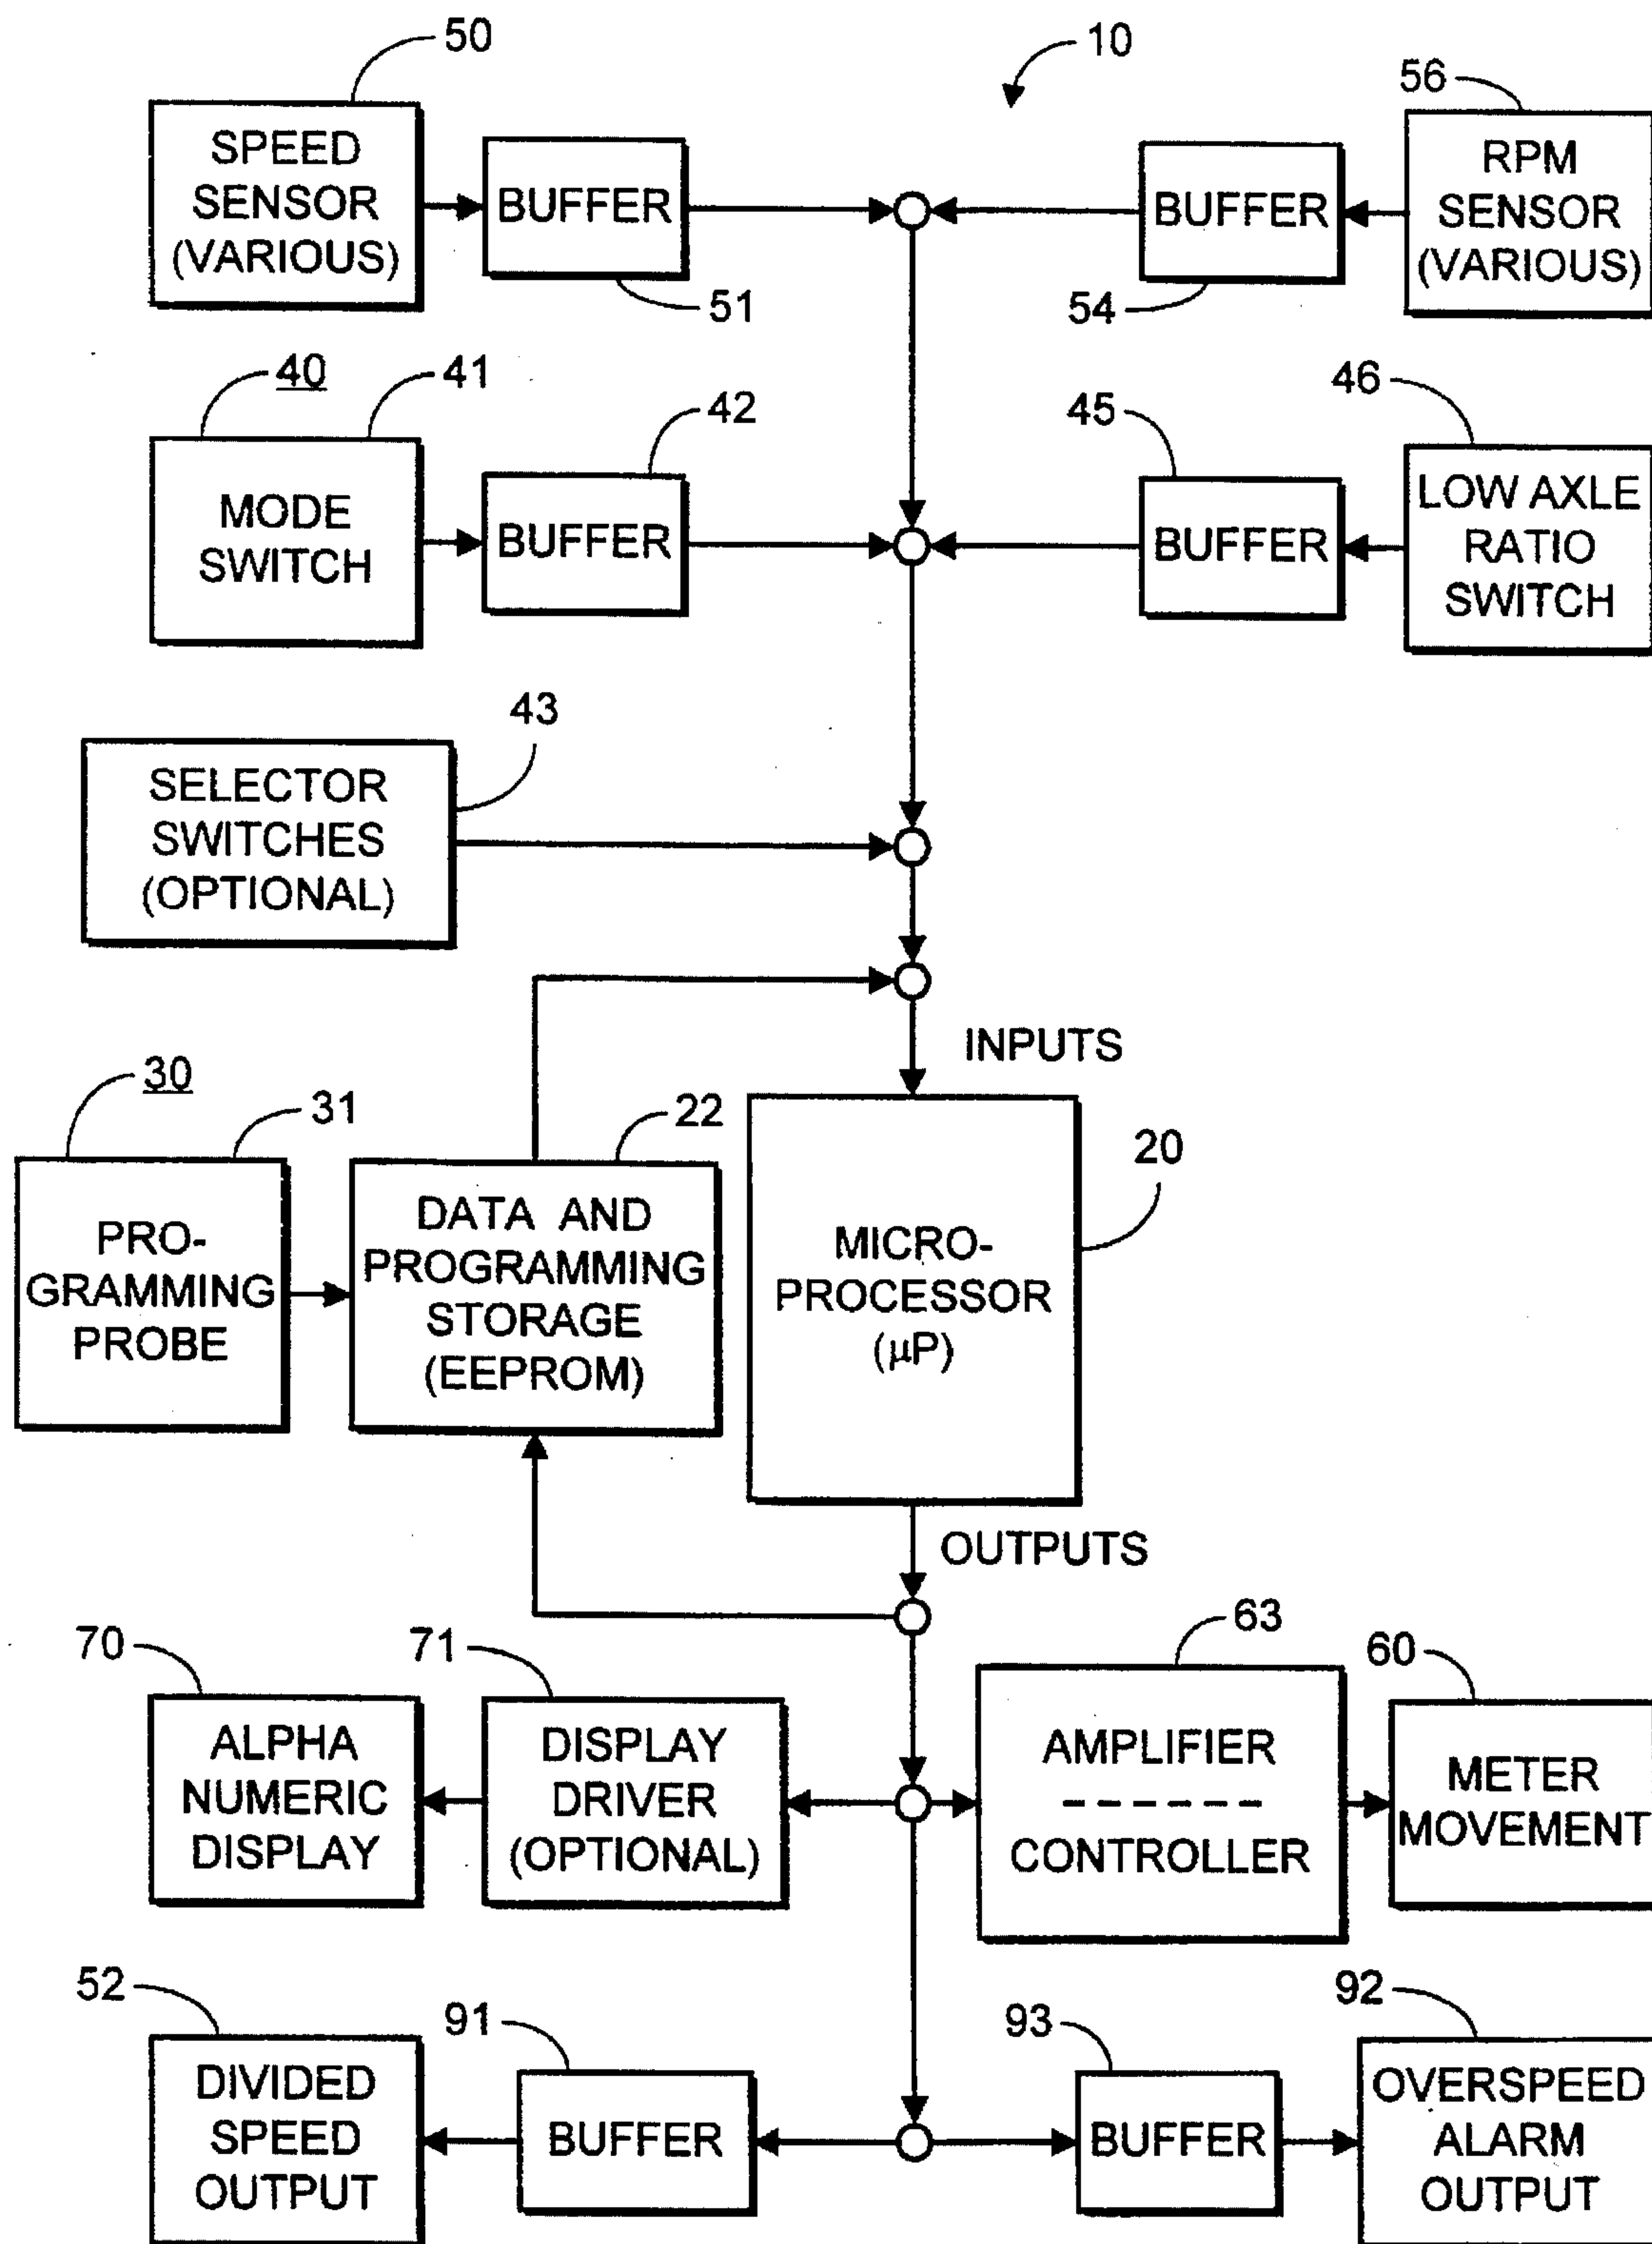 50
10
56
SPEED
SENSOR
(VARIOUS)
BUFFER
51
BUFFER
54
RPM
SENSOR
(VARIOUS)
40
41
42
45
46
MODE
SWITCH
BUFFER
BUFFER
LOW AXLE
RATIO
SWITCH
43
SELECTOR
SWITCHES
(OPTIONAL)
INPUTS
30
31
22
20
PRO-
GRAMMING
PROBE
DATA AND
PROGRAMMING
STORAGE
(EEPROM)
MICRO-
PROCESSOR
(μP)
OUTPUTS
70
71
63
60
ALPHA
NUMERIC
DISPLAY
DISPLAY
DRIVER
(OPTIONAL)
AMPLIFIER
CONTROLLER
METER
MOVEMENT
52
91
93
92
DIVIDED
SPEED
OUTPUT
BUFFER
BUFFER
OVERSPEED
ALARM
OUTPUT